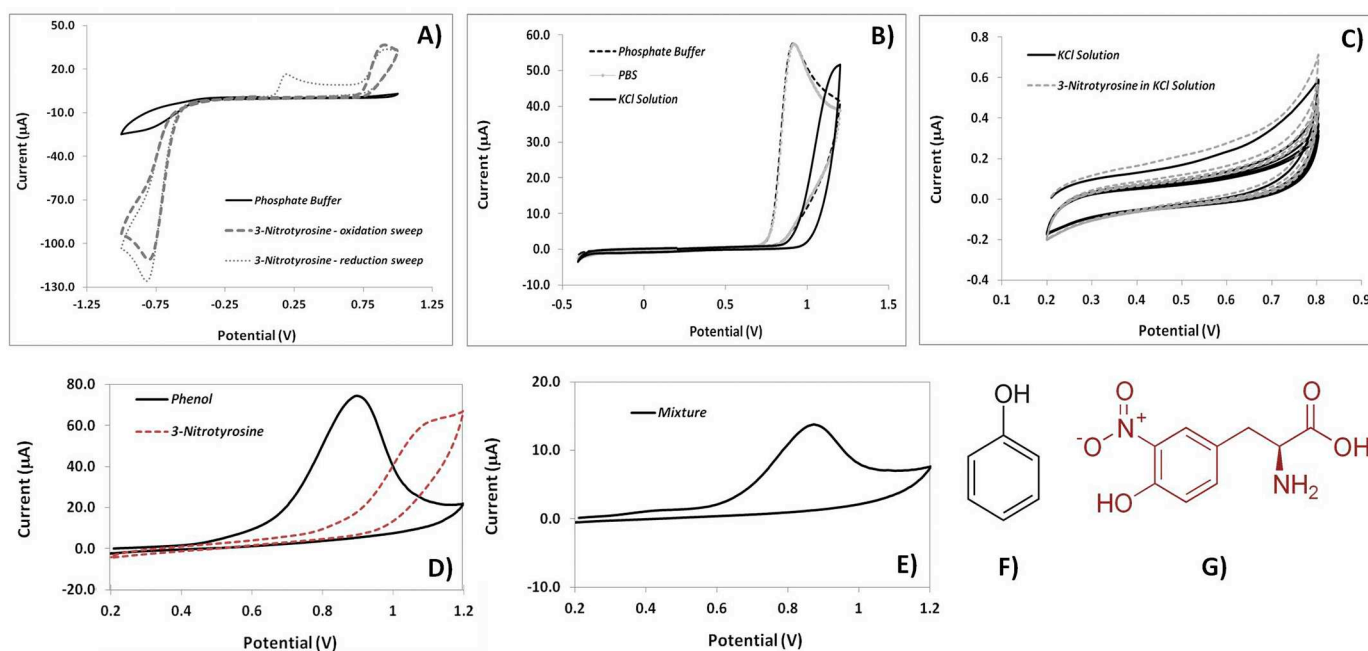 A)
50.0
10.0
-10.0
-40.0
-70.0
-100.0
-130.0
-1.25
-0.75
-0.25
0.25
0.75
1.25
Current (µA)
Potential (V)
Phosphate Buffer
3-Nitrotyrosine - oxidation sweep
3-Nitrotyrosine - reduction sweep
B)
60.0
50.0
40.0
30.0
20.0
10.0
0.0
-10.0
-0.5
0
0.5
1
1.5
Current (µA)
Potential (V)
Phosphate Buffer
PBS
KCl Solution
C)
0.8
0.6
0.4
0.2
0.0
-0.2
-0.4
0.1
0.2
0.3
0.4
0.5
0.6
0.7
0.8
0.9
Current (µA)
Potential (V)
KCl Solution
3-Nitrotyrosine in KCl Solution
80.0
60.0
40.0
20.0
0.0
-20.0
0.2
0.4
0.6
0.8
1
1.2
Current (µA)
Potential (V)
Phenol
3-Nitrotyrosine
D)
20.0
10.0
0.0
-10.0
0.2
0.4
0.6
0.8
1
1.2
Current (µA)
Potential (V)
Mixture
E)
OH
F)
O
N+
-O
HO
O
OH
NH2
G)